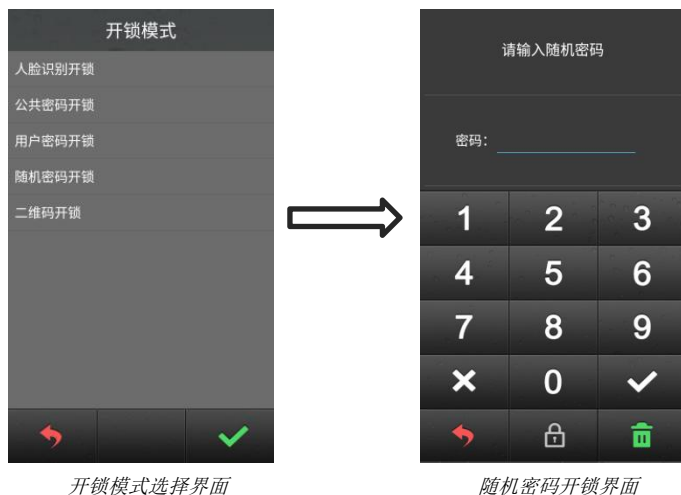 开锁模式
人脸识别开锁
公共密码开锁
用户密码开锁
随机密码开锁
二维码开锁
开锁模式选择界面
请输入随机密码
密码：
1 2 3
4 5 6
7 8 9
0
随机密码开锁界面